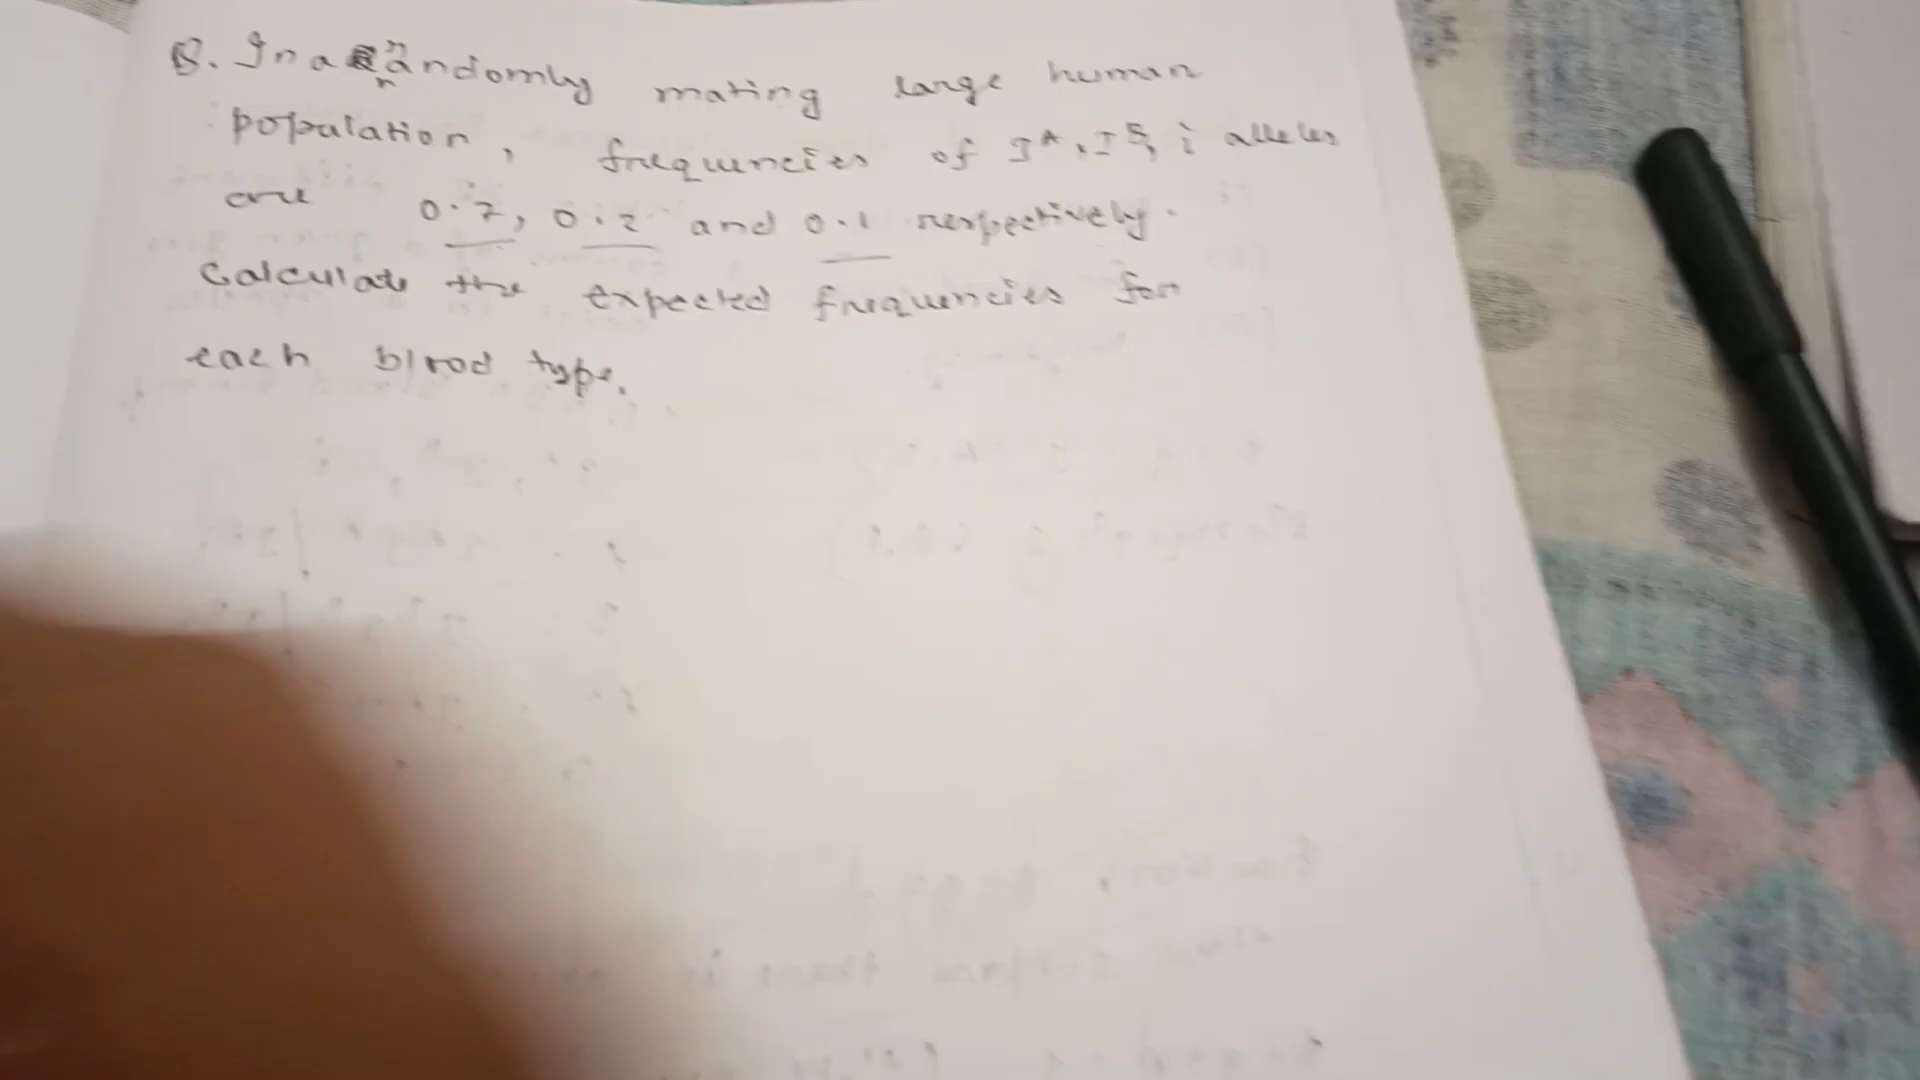 Q. In a randomly mating large human
population, frequencies of I^A, I^B, i alleles
are 0.7, 0.2 and 0.1 respectively.
Calculate the expected frequencies for
each blood type.